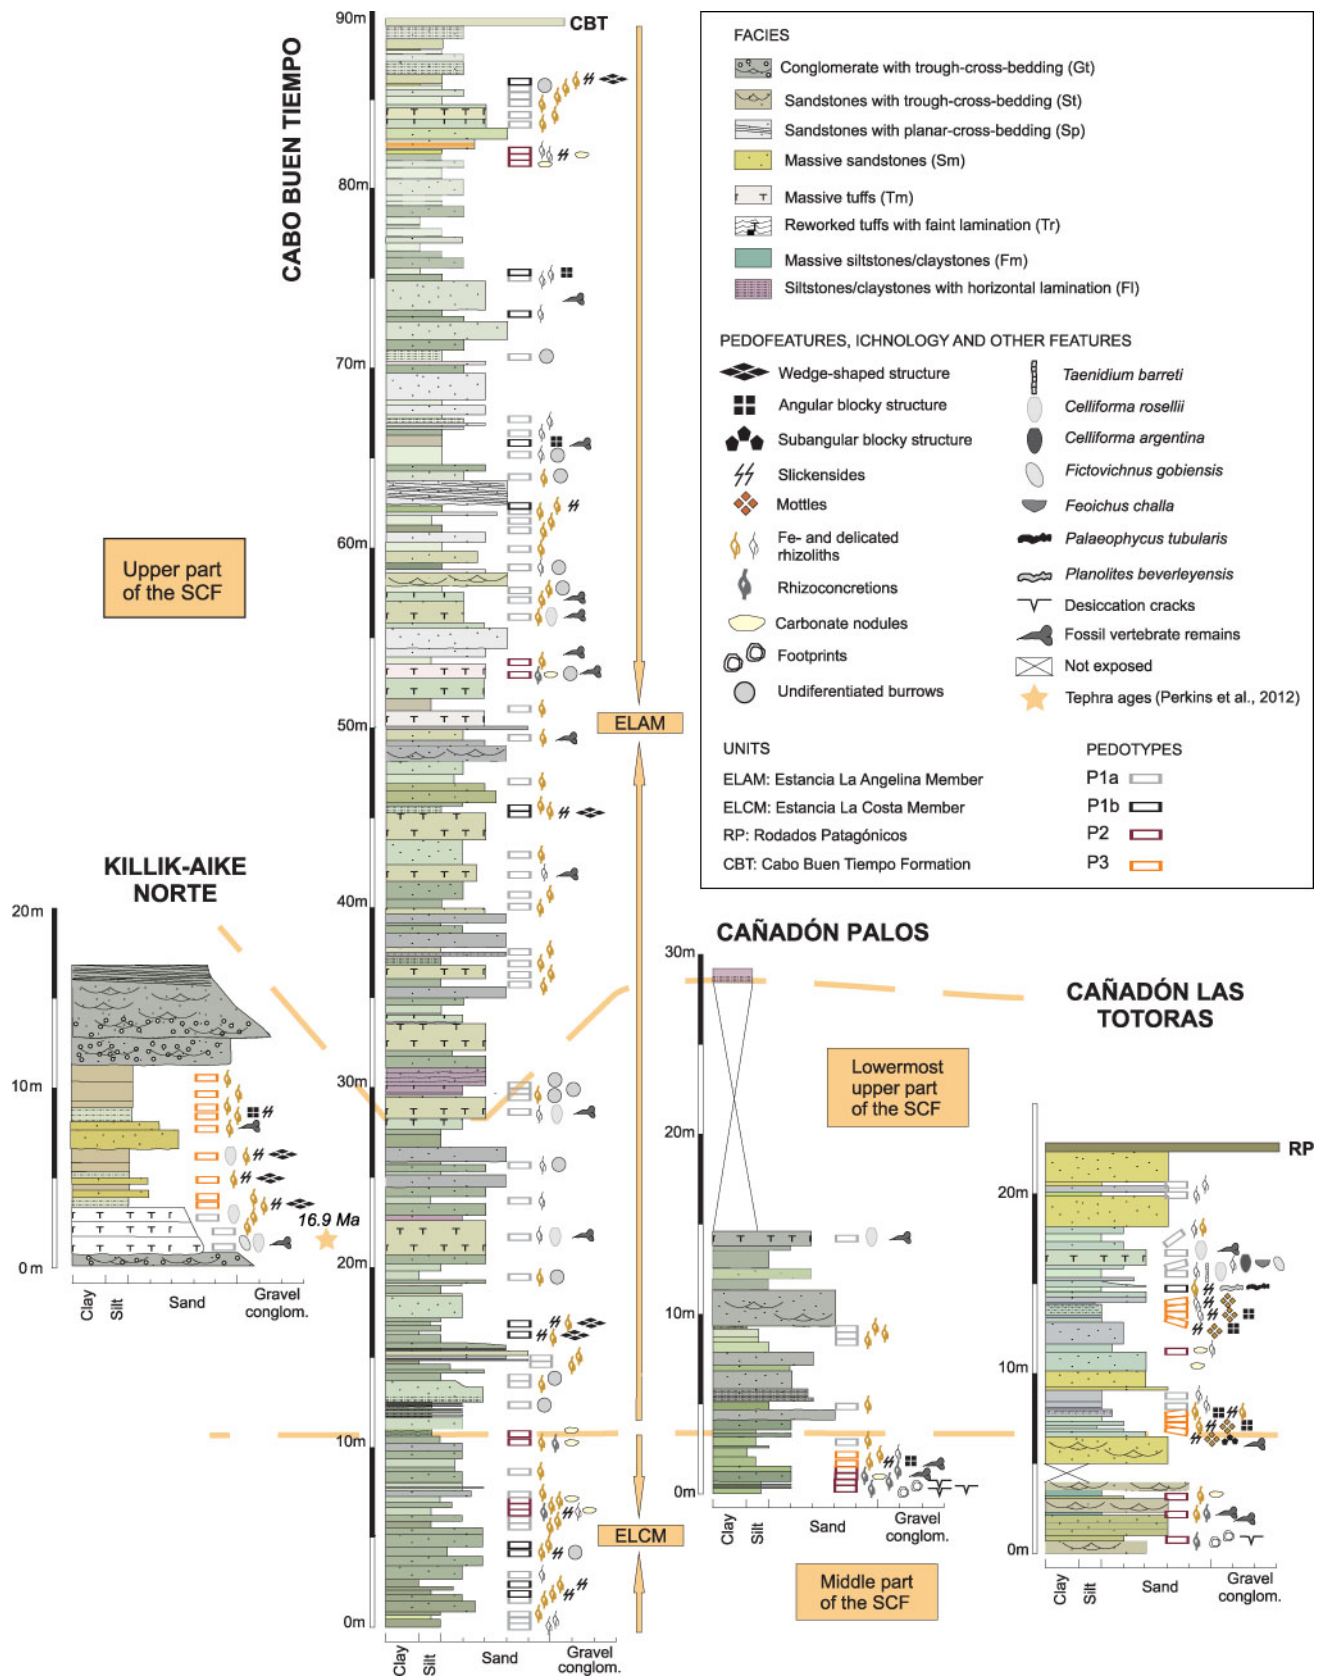 CABO BUEN TIEMPO
90m
80m
70m
60m
50m
40m
30m
20m
10m
0m
CBT
ELAM
ELCM
Clay
Silt
Sand
Gravel
conglom.
Upper part
of the SCF
KILLIK-AIKE
NORTE
20m
10m
0m
16.9 Ma
Clay
Silt
Sand
Gravel
conglom.
FACIES
Conglomerate with trough-cross-bedding (Gt)
Sandstones with trough-cross-bedding (St)
Sandstones with planar-cross-bedding (Sp)
Massive sandstones (Sm)
Massive tuffs (Tm)
Reworked tuffs with faint lamination (Tr)
Massive siltstones/claystones (Fm)
Siltstones/claystones with horizontal lamination (Fl)
PEDOFEATURES, ICHNOLOGY AND OTHER FEATURES
Wedge-shaped structure
Angular blocky structure
Subangular blocky structure
Slickensides
Mottles
Fe- and delicated
rhizoliths
Rhizoconcretions
Carbonate nodules
Footprints
Undiferentiated burrows
Taenidium barreti
Celliforma rosellii
Celliforma argentina
Fictovichnus gobiensis
Feoichus challa
Palaeophycus tubularis
Planolites beverleyensis
Desiccation cracks
Fossil vertebrate remains
Not exposed
Tephra ages (Perkins et al., 2012)
UNITS
ELAM: Estancia La Angelina Member
ELCM: Estancia La Costa Member
RP: Rodados Patagónicos
CBT: Cabo Buen Tiempo Formation
PEDOTYPES
P1a
P1b
P2
P3
CAÑADÓN PALOS
30m
20m
10m
0m
Clay
Silt
Sand
Gravel
conglom.
Lowermost
upper part
of the SCF
Middle part
of the SCF
CAÑADÓN LAS
TOTORAS
RP
20m
10m
0m
Clay
Silt
Sand
Gravel
conglom.